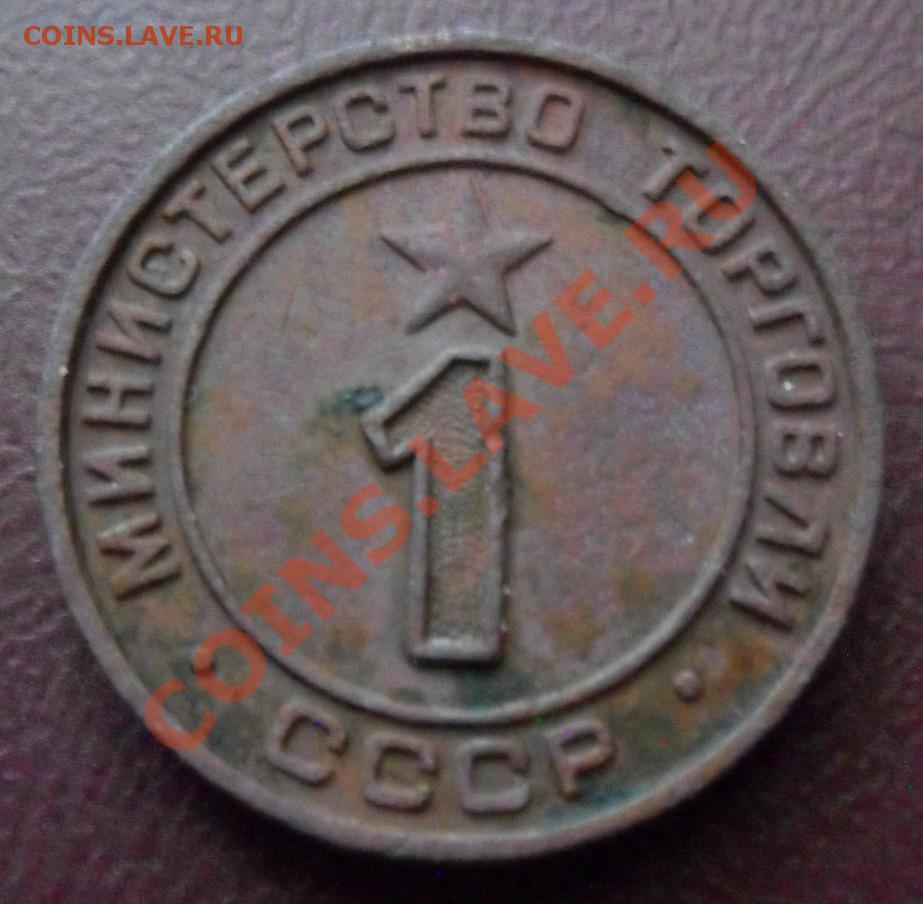 COINS.LAVE.RU
МИНИСТЕРСТВО ТОРГОВЛИ
1
СССР
COINS.LAVE.RU